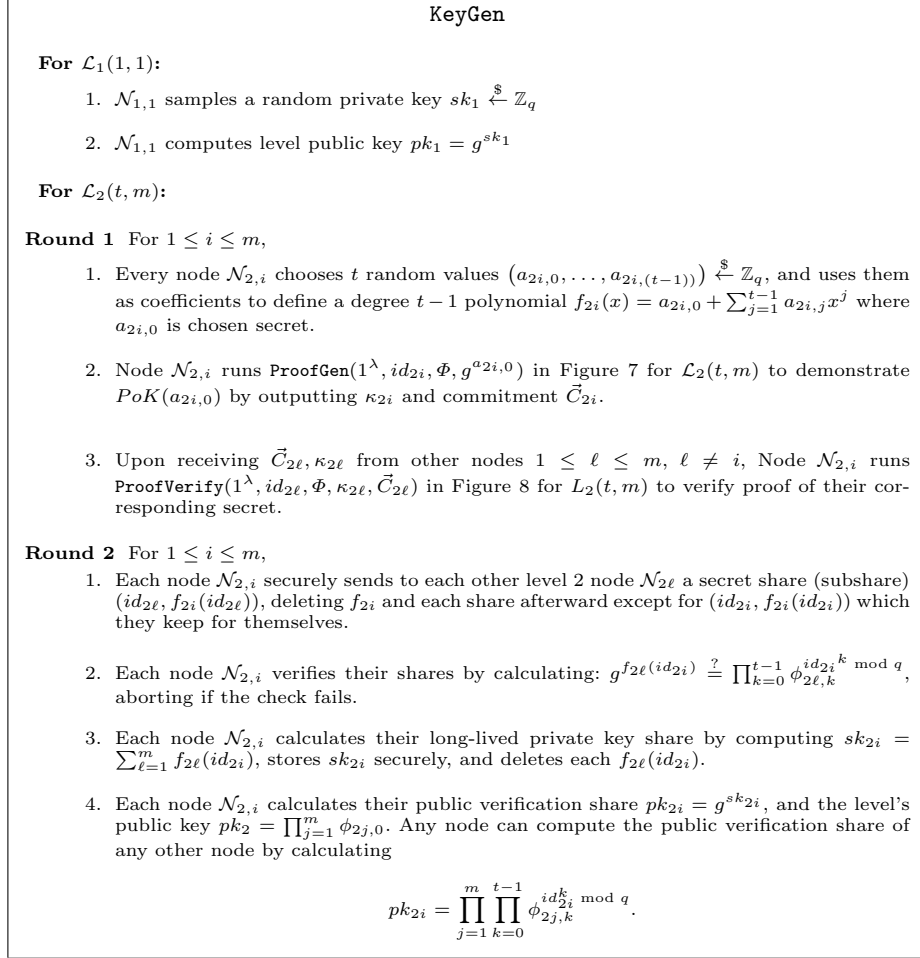 KeyGen
For 𝓛₁(1, 1):
1. 𝒩₁,₁ samples a random private key sk₁ $← ℤ_q
2. 𝒩₁,₁ computes level public key pk₁ = g^{sk₁}
For 𝓛₂(t, m):
Round 1 For 1 ≤ i ≤ m,
1. Every node 𝒩_{2,i} chooses t random values (a_{2i,0}, . . . , a_{2i,(t−1)}) $← ℤ_q, and uses them
as coefficients to define a degree t − 1 polynomial f_{2i}(x) = a_{2i,0} + ∑_{j=1}^{t−1} a_{2i,j}x^j where
a_{2i,0} is chosen secret.
2. Node 𝒩_{2,i} runs ProofGen(1^λ, id_{2i}, Φ, g^{a_{2i,0}}) in Figure 7 for 𝓛₂(t, m) to demonstrate
PoK(a_{2i,0}) by outputting κ_{2i} and commitment C⃗_{2i}.
3. Upon receiving C⃗_{2ℓ}, κ_{2ℓ} from other nodes 1 ≤ ℓ ≤ m, ℓ ≠ i, Node 𝒩_{2,i} runs
ProofVerify(1^λ, id_{2ℓ}, Φ, κ_{2ℓ}, C⃗_{2ℓ}) in Figure 8 for L₂(t, m) to verify proof of their cor-
responding secret.
Round 2 For 1 ≤ i ≤ m,
1. Each node 𝒩_{2,i} securely sends to each other level 2 node 𝒩_{2ℓ} a secret share (subshare)
(id_{2ℓ}, f_{2i}(id_{2ℓ})), deleting f_{2i} and each share afterward except for (id_{2i}, f_{2i}(id_{2i})) which
they keep for themselves.
2. Each node 𝒩_{2,i} verifies their shares by calculating: g^{f_{2ℓ}(id_{2i})} ≟ ∏_{k=0}^{t−1} φ_{2ℓ,k}^{id_{2i}^k mod q},
aborting if the check fails.
3. Each node 𝒩_{2,i} calculates their long-lived private key share by computing sk_{2i} =
∑_{ℓ=1}^{m} f_{2ℓ}(id_{2i}), stores sk_{2i} securely, and deletes each f_{2ℓ}(id_{2i}).
4. Each node 𝒩_{2,i} calculates their public verification share pk_{2i} = g^{sk_{2i}}, and the level's
public key pk₂ = ∏_{j=1}^{m} φ_{2j,0}. Any node can compute the public verification share of
any other node by calculating
pk_{2i} = ∏_{j=1}^{m} ∏_{k=0}^{t−1} φ_{2j,k}^{id_{2i}^k mod q}.